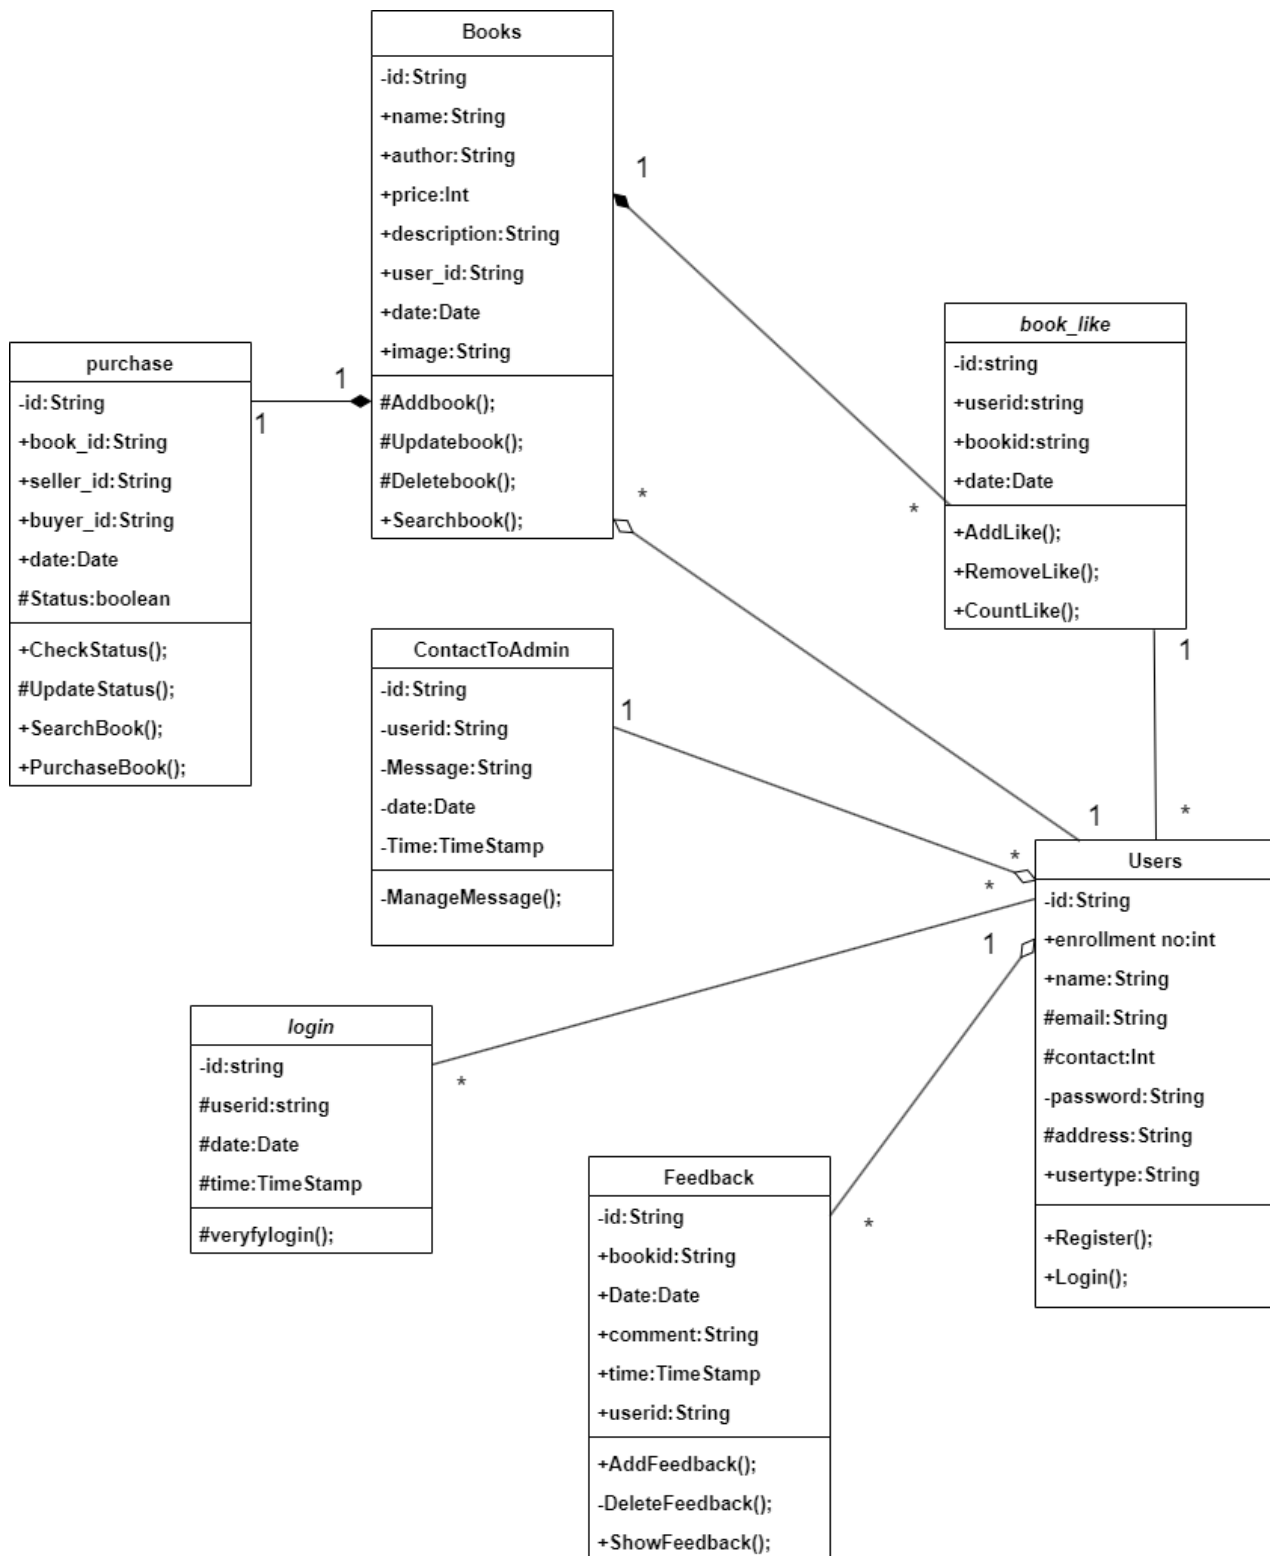 Books
-id:String
+name:String
+author:String
+price:Int
+description:String
+user_id:String
+date:Date
+image:String
#Addbook();
#Updatebook();
#Deletebook();
+Searchbook();
1
*
purchase
-id:String
+book_id:String
+seller_id:String
+buyer_id:String
+date:Date
#Status:boolean
+CheckStatus();
#UpdateStatus();
+SearchBook();
+PurchaseBook();
1
1
book_like
-id:string
+userid:string
+bookid:string
+date:Date
+AddLike();
+RemoveLike();
+CountLike();
*
1
*
ContactToAdmin
-id:String
-userid:String
-Message:String
-date:Date
-Time:TimeStamp
-ManageMessage();
1
1
*
*
1
Users
-id:String
+enrollment no:int
+name:String
#email:String
#contact:Int
-password:String
#address:String
+usertype:String
+Register();
+Login();
login
-id:string
#userid:string
#date:Date
#time:TimeStamp
#veryfylogin();
*
Feedback
-id:String
+bookid:String
+Date:Date
+comment:String
+time:TimeStamp
+userid:String
+AddFeedback();
-DeleteFeedback();
+ShowFeedback();
*